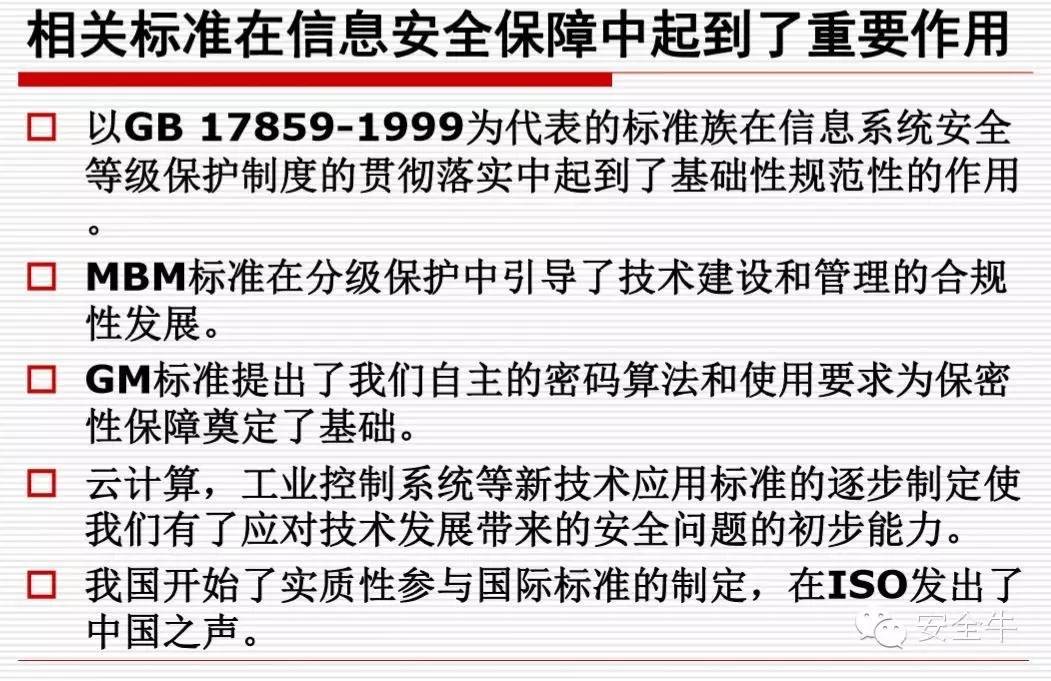 相关标准在信息安全保障中起到了重要作用
以GB 17859-1999为代表的标准族在信息系统安全
等级保护制度的贯彻落实中起到了基础性规范性的作用
。
MBM标准在分级保护中引导了技术建设和管理的合规
性发展。
GM标准提出了我们自主的密码算法和使用要求为保密
性保障奠定了基础。
云计算，工业控制系统等新技术应用标准的逐步制定使
我们有了应对技术发展带来的安全问题的初步能力。
我国开始了实质性参与国际标准的制定，在ISO发出了
中国之声。
安全牛